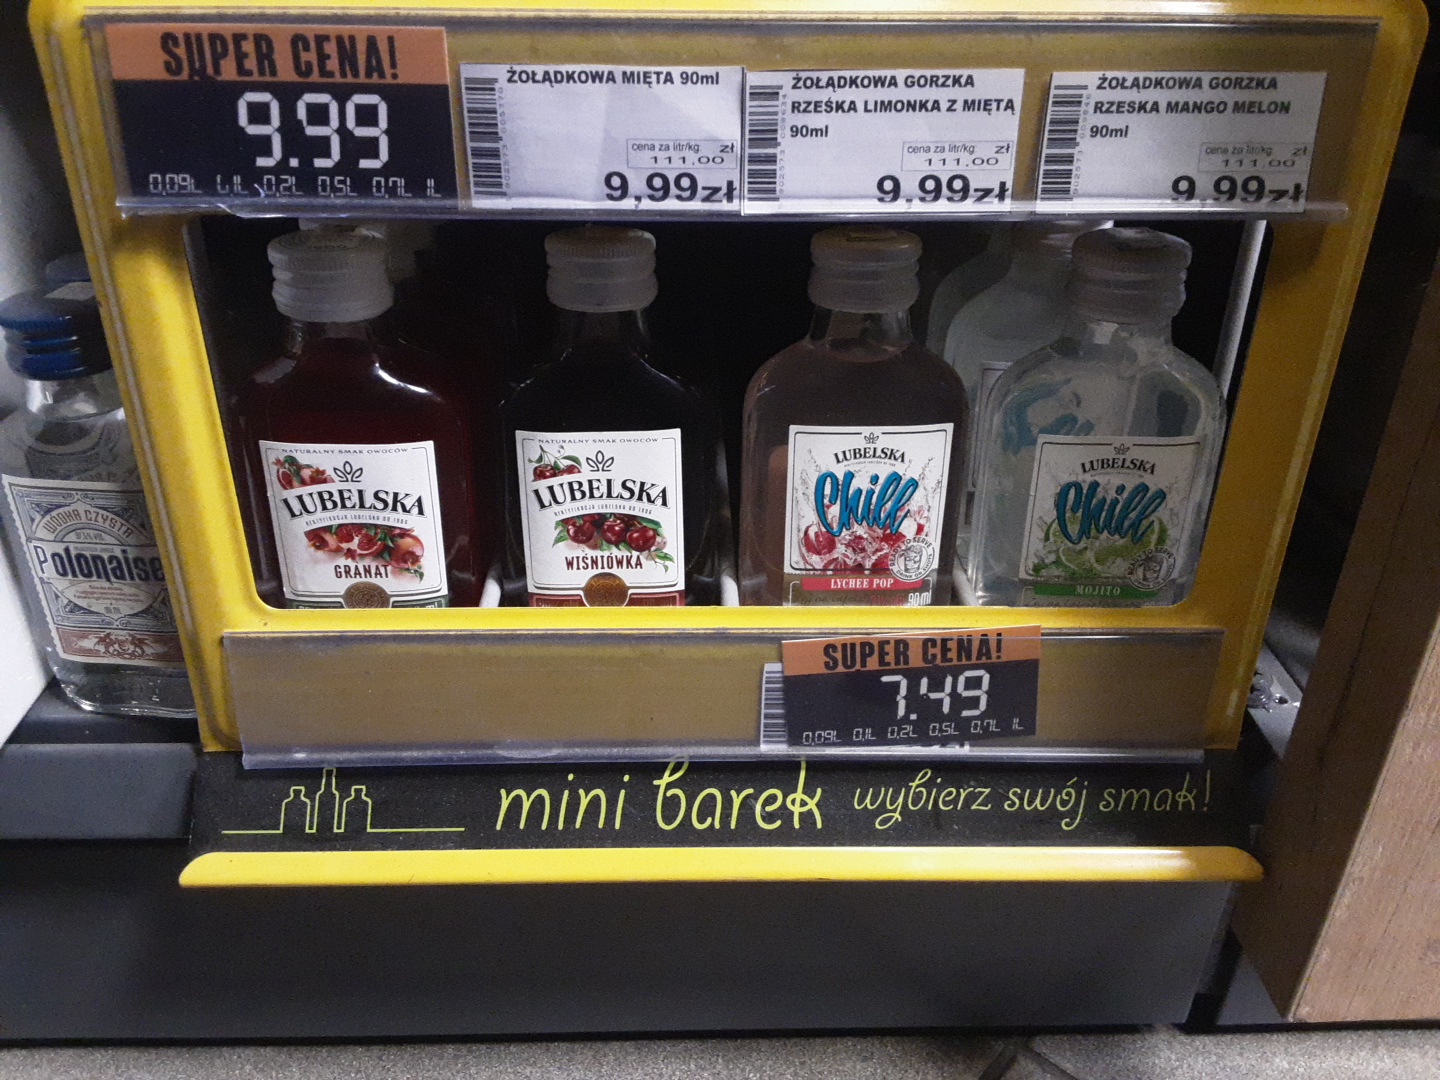 SUPER CENA!
9.99
0,09L 0,2L 0,5L 0,7L 1L
ŻOŁĄDKOWA MIĘTA 90ml
cena za litr/kg: zł
111,00
9,99zł
ŻOŁĄDKOWA GORZKA
RZEŚKA LIMONKA Z MIĘTĄ
90ml
cena za litr/kg: zł
111,00
9,99zł
ŻOŁĄDKOWA GORZKA
RZESKA MANGO MELON
90ml
cena za litr/kg: zł
111,00
9,99zł
WÓDKA CZYSTA
Polonaise
NATURALNY SMAK OWOCÓW
LUBELSKA
GRANAT
NATURALNY SMAK OWOCÓW
LUBELSKA
WIŚNIÓWKA
LUBELSKA
Chill
LYCHEE POP
90ml
LUBELSKA
Chill
MOJITO
SUPER CENA!
7.49
0,09L 0,1L 0,2L 0,5L 0,7L 1L
mini barek wybierz swój smak!